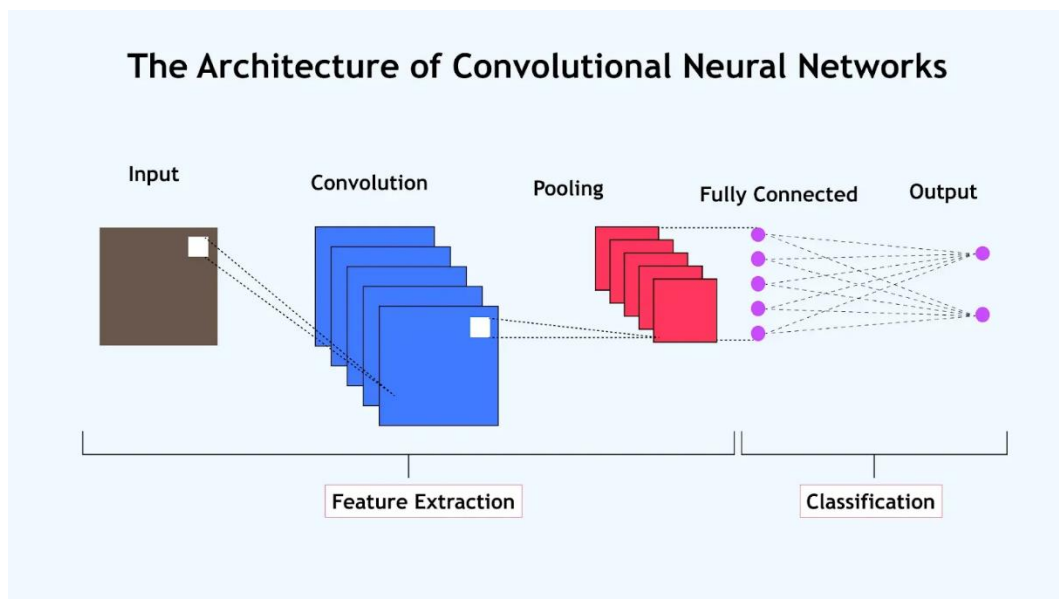 The Architecture of Convolutional Neural Networks
Input
Convolution
Pooling
Fully Connected
Output
Feature Extraction
Classification